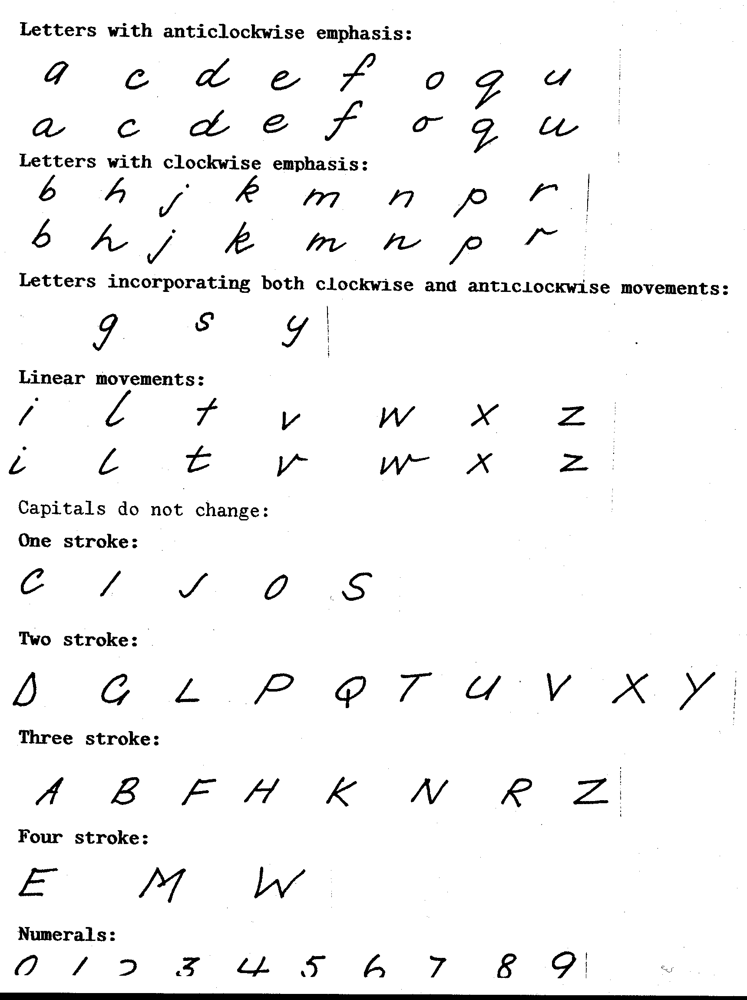 Letters with anticlockwise emphasis:
a c d e f o q u
a c d e f o q u
Letters with clockwise emphasis:
b h j k m n p r
b h j k m n p r
Letters incorporating both clockwise and anticlockwise movements:
g s y
Linear movements:
i l t v w x z
i l t v w x z
Capitals do not change:
One stroke:
C I J O S
Two stroke:
D G L P Q T U V X Y
Three stroke:
A B F H K N R Z
Four stroke:
E M W
Numerals:
0 1 2 3 4 5 6 7 8 9